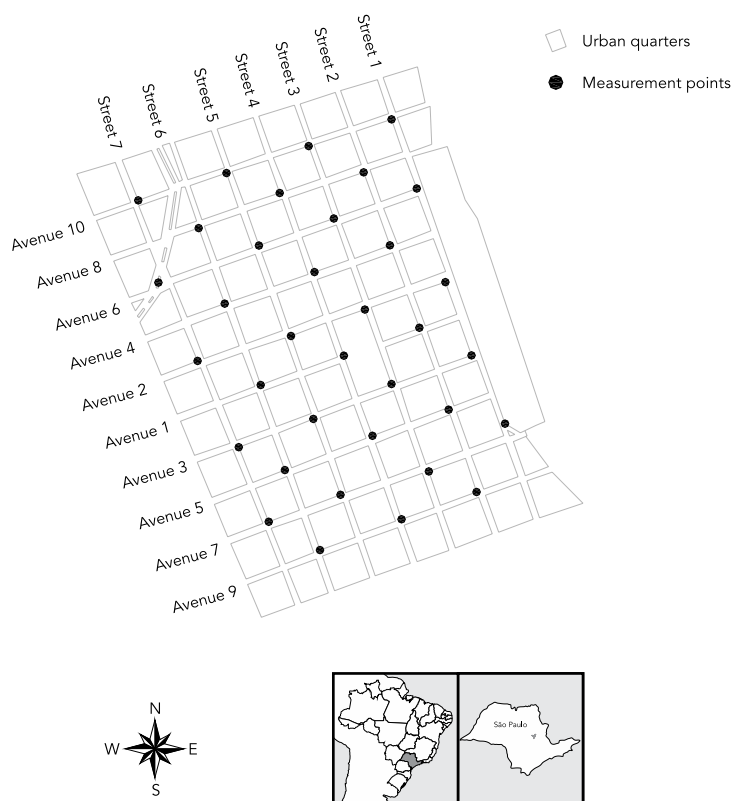 Urban quarters
Measurement points
Street 1
Street 2
Street 3
Street 4
Street 5
Street 6
Street 7
Avenue 10
Avenue 8
Avenue 6
Avenue 4
Avenue 2
Avenue 1
Avenue 3
Avenue 5
Avenue 7
Avenue 9
N
W E
S
São Paulo